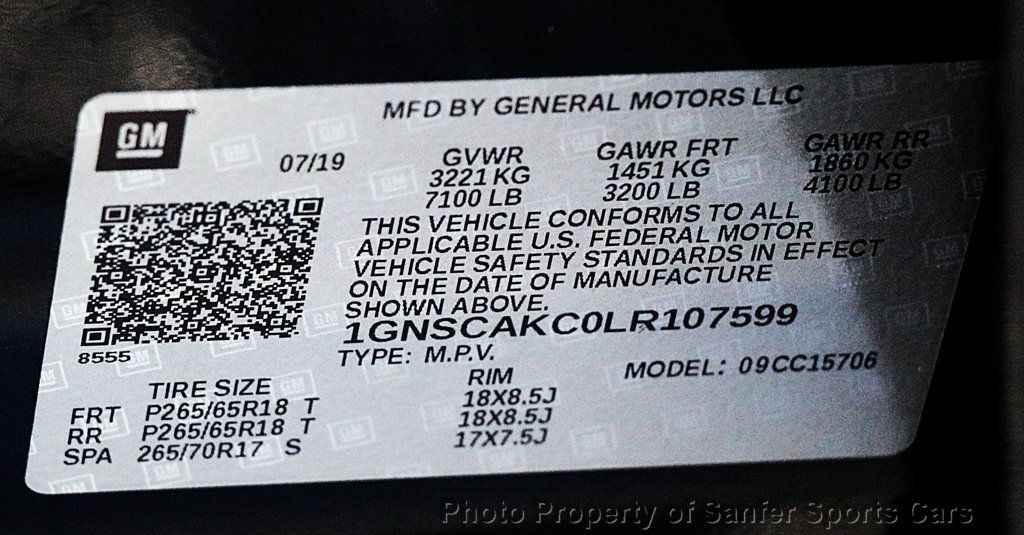 GM
MFD BY GENERAL MOTORS LLC
07/19
GVWR GAWR FRT GAWR RR
3221 KG 1451 KG 1860 KG
7100 LB 3200 LB 4100 LB
THIS VEHICLE CONFORMS TO ALL
APPLICABLE U.S. FEDERAL MOTOR
VEHICLE SAFETY STANDARDS IN EFFECT
ON THE DATE OF MANUFACTURE
SHOWN ABOVE.
1GNSCAKC0LR107599
8555
TYPE: M.P.V. MODEL: 09CC15706
TIRE SIZE RIM
FRT P265/65R18 T 18X8.5J
RR P265/65R18 T 18X8.5J
SPA 265/70R17 S 17X7.5J
Photo Property of Sanfer Sports Cars